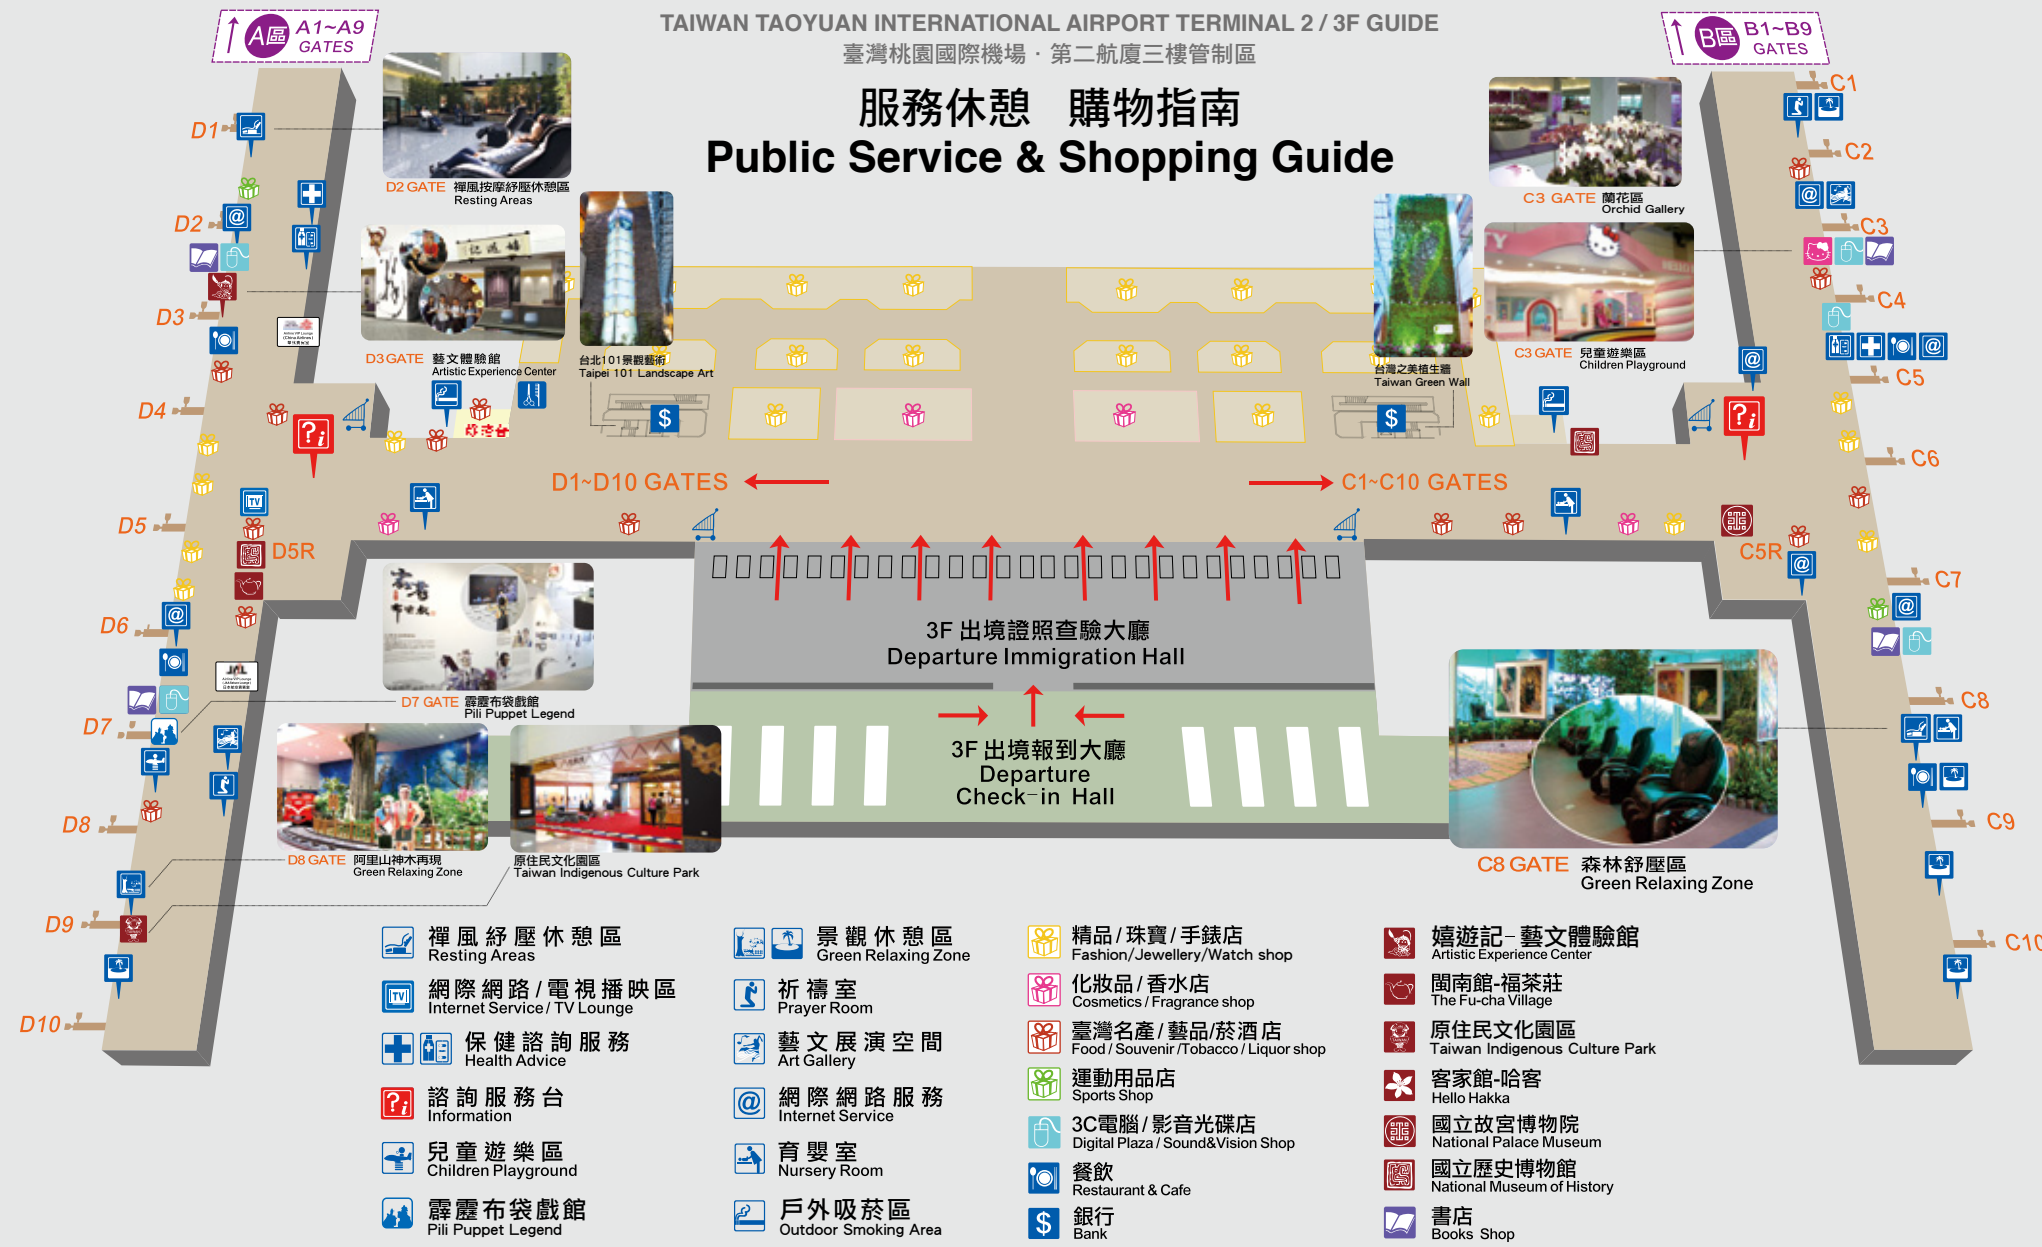 TAIWAN TAOYUAN INTERNATIONAL AIRPORT TERMINAL 2 / 3F GUIDE
臺灣桃園國際機場．第二航廈三樓管制區
服務休憩 購物指南
Public Service & Shopping Guide
A區
A1~A9
GATES
B區
B1~B9
GATES
D1
D2
D3
D4
D5
D5R
D6
D7
D8
D9
D10
C1
C2
C3
C4
C5
C5R
C6
C7
C8
C9
C10
D2 GATE 禪風按摩紓壓休憩區
Resting Areas
D3 GATE 藝文體驗館
Artistic Experience Center
台北101景觀藝術
Taipei 101 Landscape Art
台灣之美植生牆
Taiwan Green Wall
C3 GATE 蘭花區
Orchid Gallery
C3 GATE 兒童遊樂區
Children Playground
D1~D10 GATES
C1~C10 GATES
3F 出境證照查驗大廳
Departure Immigration Hall
3F 出境報到大廳
Departure
Check-in Hall
D7 GATE 霹靂布袋戲館
Pili Puppet Legend
D8 GATE 阿里山神木再現
Green Relaxing Zone
原住民文化園區
Taiwan Indigenous Culture Park
C8 GATE 森林舒壓區
Green Relaxing Zone
禪風紓壓休憩區
Resting Areas
網際網路/電視播映區
Internet Service / TV Lounge
保健諮詢服務
Health Advice
諮詢服務台
Information
兒童遊樂區
Children Playground
霹靂布袋戲館
Pili Puppet Legend
景觀休憩區
Green Relaxing Zone
祈禱室
Prayer Room
藝文展演空間
Art Gallery
網際網路服務
Internet Service
育嬰室
Nursery Room
戶外吸菸區
Outdoor Smoking Area
精品/珠寶/手錶店
Fashion/Jewellery/Watch shop
化妝品/香水店
Cosmetics / Fragrance shop
臺灣名產/藝品/菸酒店
Food / Souvenir /Tobacco / Liquor shop
運動用品店
Sports Shop
3C電腦/影音光碟店
Digital Plaza / Sound&Vision Shop
餐飲
Restaurant & Cafe
銀行
Bank
嬉遊記-藝文體驗館
Artistic Experience Center
閩南館-福茶莊
The Fu-cha Village
原住民文化園區
Taiwan Indigenous Culture Park
客家館-哈客
Hello Hakka
國立故宮博物院
National Palace Museum
國立歷史博物館
National Museum of History
書店
Books Shop